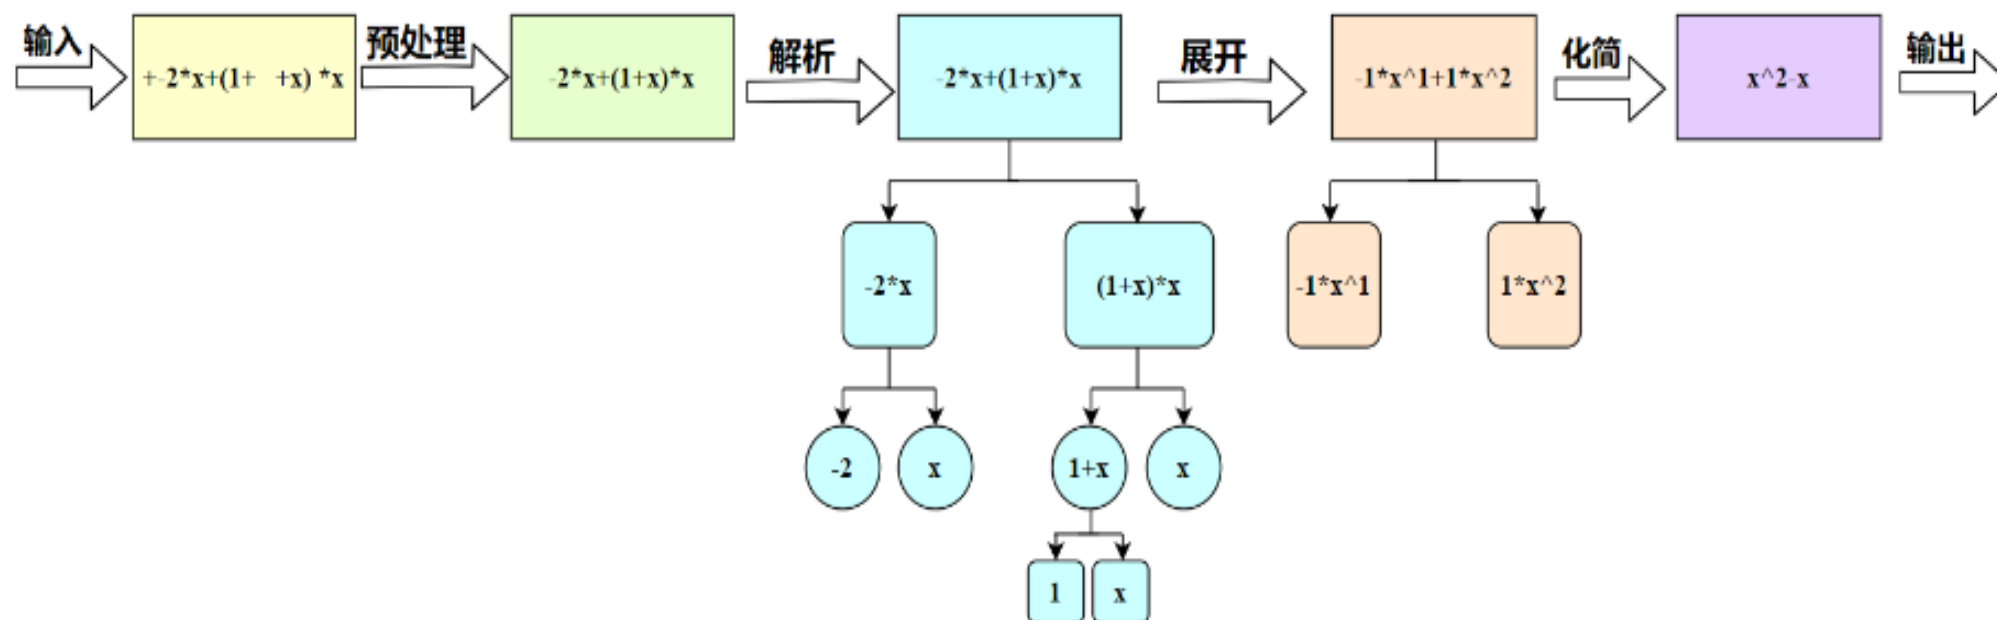 输入
+-2*x+(1+  +x) *x
预处理
-2*x+(1+x)*x
解析
-2*x+(1+x)*x
展开
-1*x^1+1*x^2
化简
x^2-x
输出
-2*x
(1+x)*x
-1*x^1
1*x^2
-2
x
1+x
x
1
x